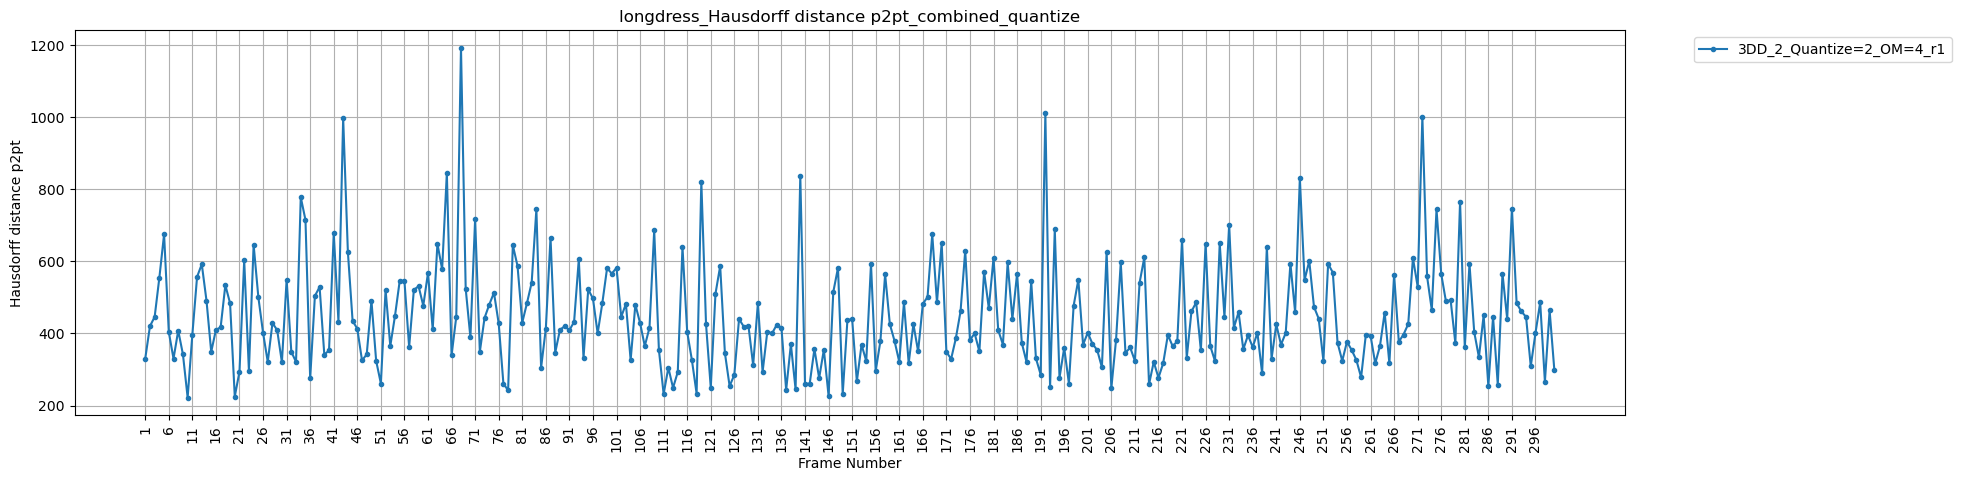 longdress_Hausdorff distance p2pt_combined_quantize
3DD_2_Quantize=2_OM=4_r1
Hausdorff distance p2pt
1200
1000
800
600
400
200
1 6 11 16 21 26 31 36 41 46 51 56 61 66 71 76 81 86 91 96 101 106 111 116 121 126 131 136 141 146 151 156 161 166 171 176 181 186 191 196 201 206 211 216 221 226 231 236 241 246 251 256 261 266 271 276 281 286 291 296
Frame Number